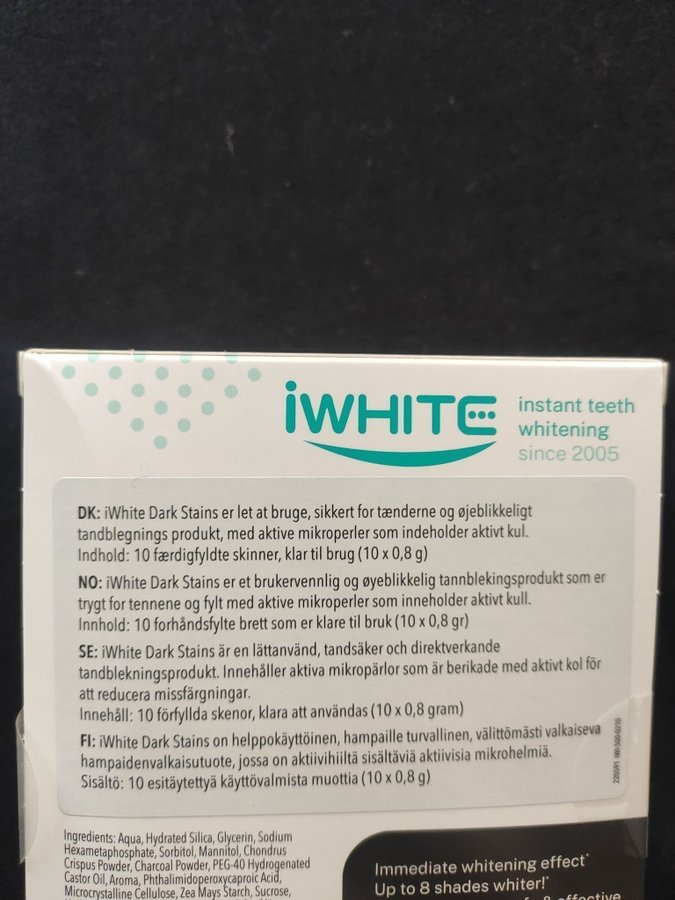 iWHITE
instant teeth
whitening
since 2005
DK: iWhite Dark Stains er let at bruge, sikkert for tænderne og øjeblikkeligt
tandblegnings produkt, med aktive mikroperler som indeholder aktivt kul.
Indhold: 10 færdigfyldte skinner, klar til brug (10 x 0,8 g)
NO: iWhite Dark Stains er et brukervennlig og øyeblikkelig tannblekingsprodukt som er
trygt for tennene og fylt med aktive mikroperler som inneholder aktivt kull.
Innhold: 10 forhåndsfylte brett som er klare til bruk (10 x 0,8 gr)
SE: iWhite Dark Stains är en lättanvänd, tandsäker och direktverkande
tandblekningsprodukt. Innehåller aktiva mikropärlor som är berikade med aktivt kol för
att reducera missfärgningar.
Innehåll: 10 förfyllda skenor, klara att användas (10 x 0,8 gram)
FI: iWhite Dark Stains on helppokäyttöinen, hampaille turvallinen, välittömästi valkaiseva
hampaidenvalkaisutuote, jossa on aktiivihiiltä sisältäviä aktiivisia mikrohelmiä.
Sisältö: 10 esitäytettyä käyttövalmista muottia (10 x 0,8 g)
Ingredients: Aqua, Hydrated Silica, Glycerin, Sodium
Hexametaphosphate, Sorbitol, Mannitol, Chondrus
Crispus Powder, Charcoal Powder, PEG-40 Hydrogenated
Castor Oil, Aroma, Phthalimidoperoxycaproic Acid,
Microcrystalline Cellulose, Zea Mays Starch, Sucrose,
Immediate whitening effect*
Up to 8 shades whiter!*
effective